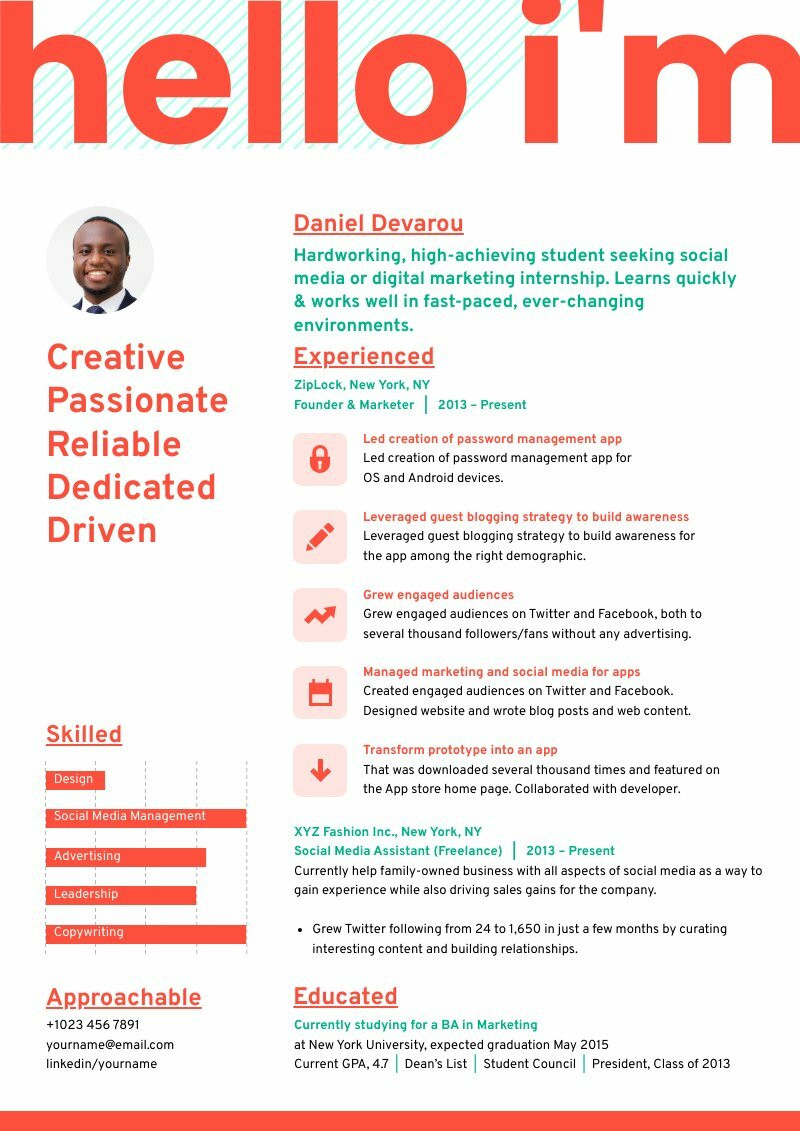 hello i'm
Creative
Passionate
Reliable
Dedicated
Driven
Skilled
Design
Social Media Management
Advertising
Leadership
Copywriting
Approachable
+1023 456 7891
yourname@email.com
linkedin/yourname
Daniel Devarou
Hardworking, high-achieving student seeking social
media or digital marketing internship. Learns quickly
& works well in fast-paced, ever-changing
environments.
Experienced
ZipLock, New York, NY
Founder & Marketer | 2013 – Present
Led creation of password management app
Led creation of password management app for
OS and Android devices.
Leveraged guest blogging strategy to build awareness
Leveraged guest blogging strategy to build awareness for
the app among the right demographic.
Grew engaged audiences
Grew engaged audiences on Twitter and Facebook, both to
several thousand followers/fans without any advertising.
Managed marketing and social media for apps
Created engaged audiences on Twitter and Facebook.
Designed website and wrote blog posts and web content.
Transform prototype into an app
That was downloaded several thousand times and featured on
the App store home page. Collaborated with developer.
XYZ Fashion Inc., New York, NY
Social Media Assistant (Freelance) | 2013 – Present
Currently help family-owned business with all aspects of social media as a way to
gain experience while also driving sales gains for the company.
• Grew Twitter following from 24 to 1,650 in just a few months by curating
interesting content and building relationships.
Educated
Currently studying for a BA in Marketing
at New York University, expected graduation May 2015
Current GPA, 4.7 | Dean's List | Student Council | President, Class of 2013